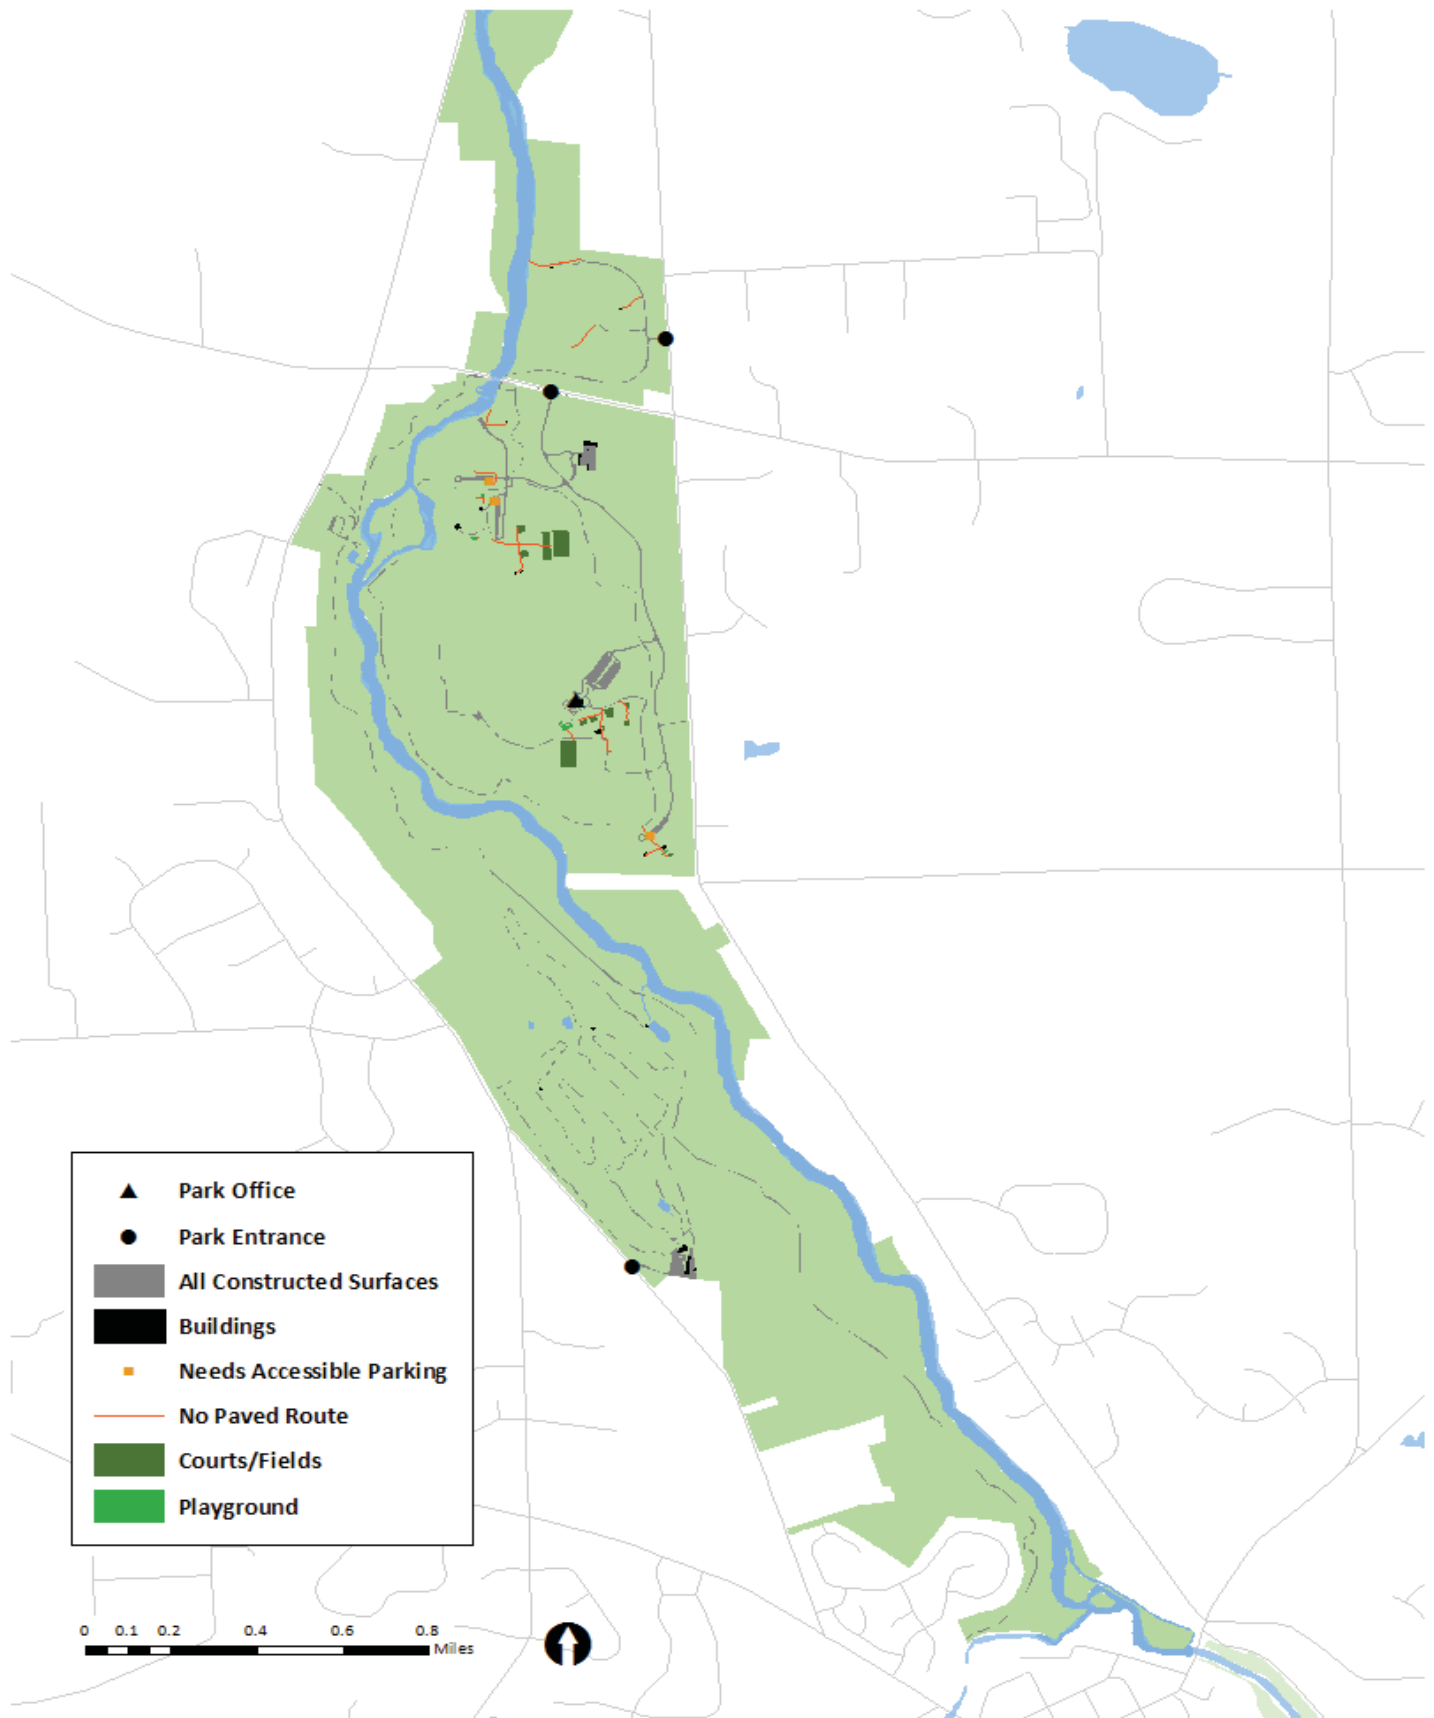 Park Office
Park Entrance
All Constructed Surfaces
Buildings
Needs Accessible Parking
No Paved Route
Courts/Fields
Playground
0 0.1 0.2 0.4 0.6 0.8
Miles